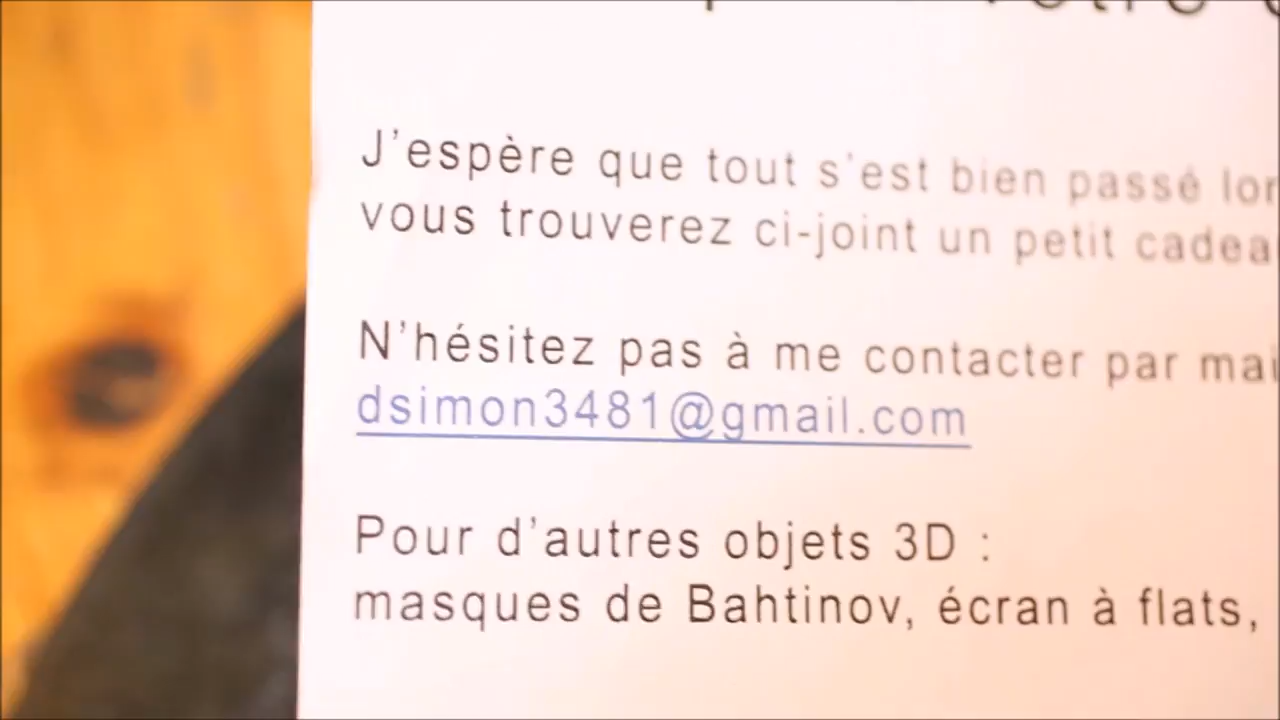 J'espère que tout s'est bien passé
vous trouverez ci-joint un petit
N'hésitez pas à me contacter par
dsimon3481@gmail.com
Pour d'autres objets 3D :
masques de Bahtinov, écran à flats,